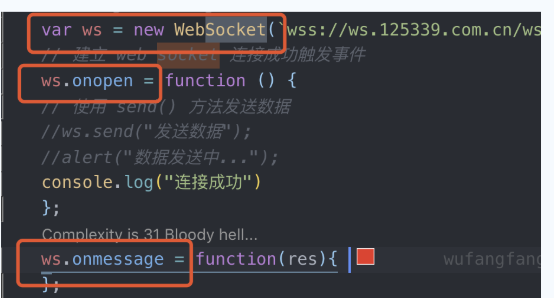 var ws = new WebSocket(`wss://ws.125339.com.cn/ws
// 建立 web socket 连接成功触发事件
ws.onopen = function () {
// 使用 send() 方法发送数据
//ws.send("发送数据");
//alert("数据发送中...");
console.log("连接成功")
};
Complexity is 31 Bloody hell...
ws.onmessage = function(res){ wufangfang
};